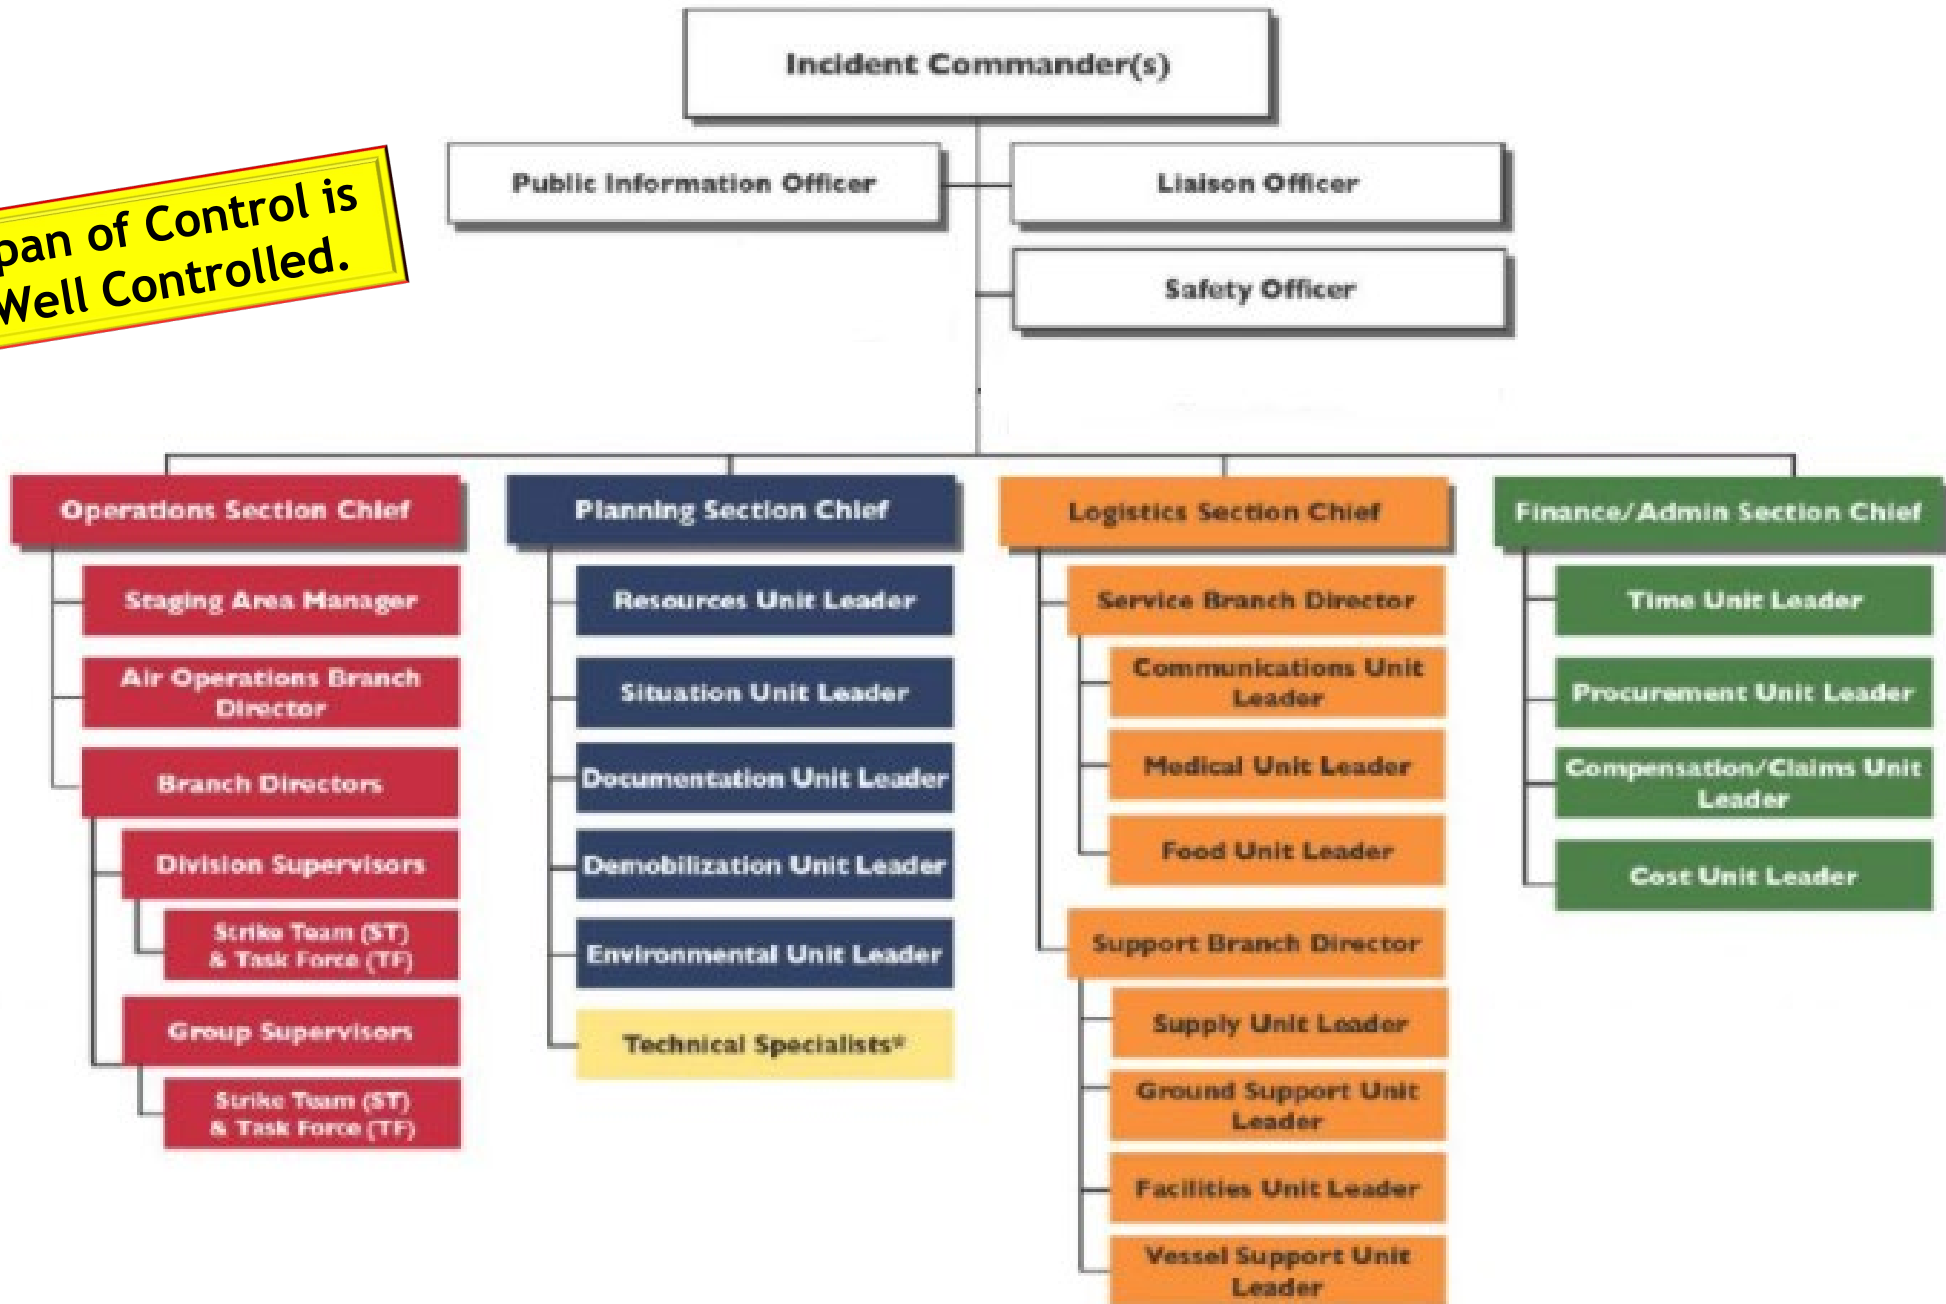 Incident Commander(s)
Public Information Officer
Liaison Officer
Safety Officer
pan of Control is
Well Controlled.
Operations Section Chief
Staging Area Manager
Air Operations Branch
Director
Branch Directors
Division Supervisors
Strike Team (ST)
& Task Force (TF)
Group Supervisors
Strike Team (ST)
& Task Force (TF)
Planning Section Chief
Resources Unit Leader
Situation Unit Leader
Documentation Unit Leader
Demobilization Unit Leader
Environmental Unit Leader
Technical Specialists*
Logistics Section Chief
Service Branch Director
Communications Unit
Leader
Medical Unit Leader
Food Unit Leader
Support Branch Director
Supply Unit Leader
Ground Support Unit
Leader
Facilities Unit Leader
Vessel Support Unit
Leader
Finance/Admin Section Chief
Time Unit Leader
Procurement Unit Leader
Compensation/Claims Unit
Leader
Cost Unit Leader